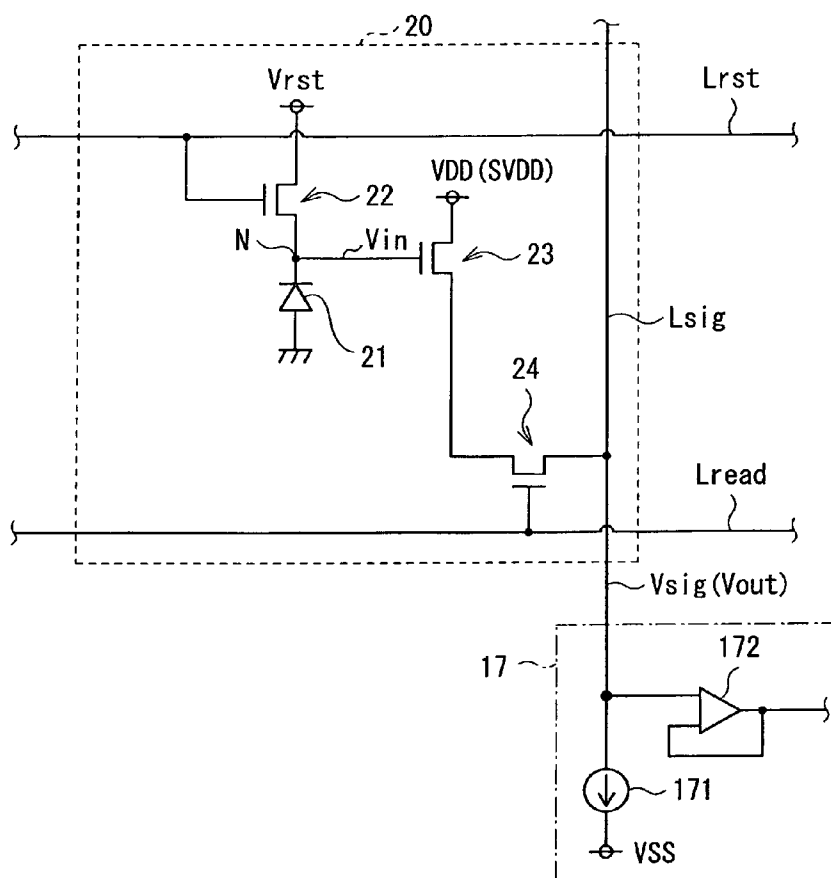 20
Vrst
Lrst
VDD(SVDD)
22
N
Vin
23
21
Lsig
24
Lread
Vsig(Vout)
17
172
171
VSS